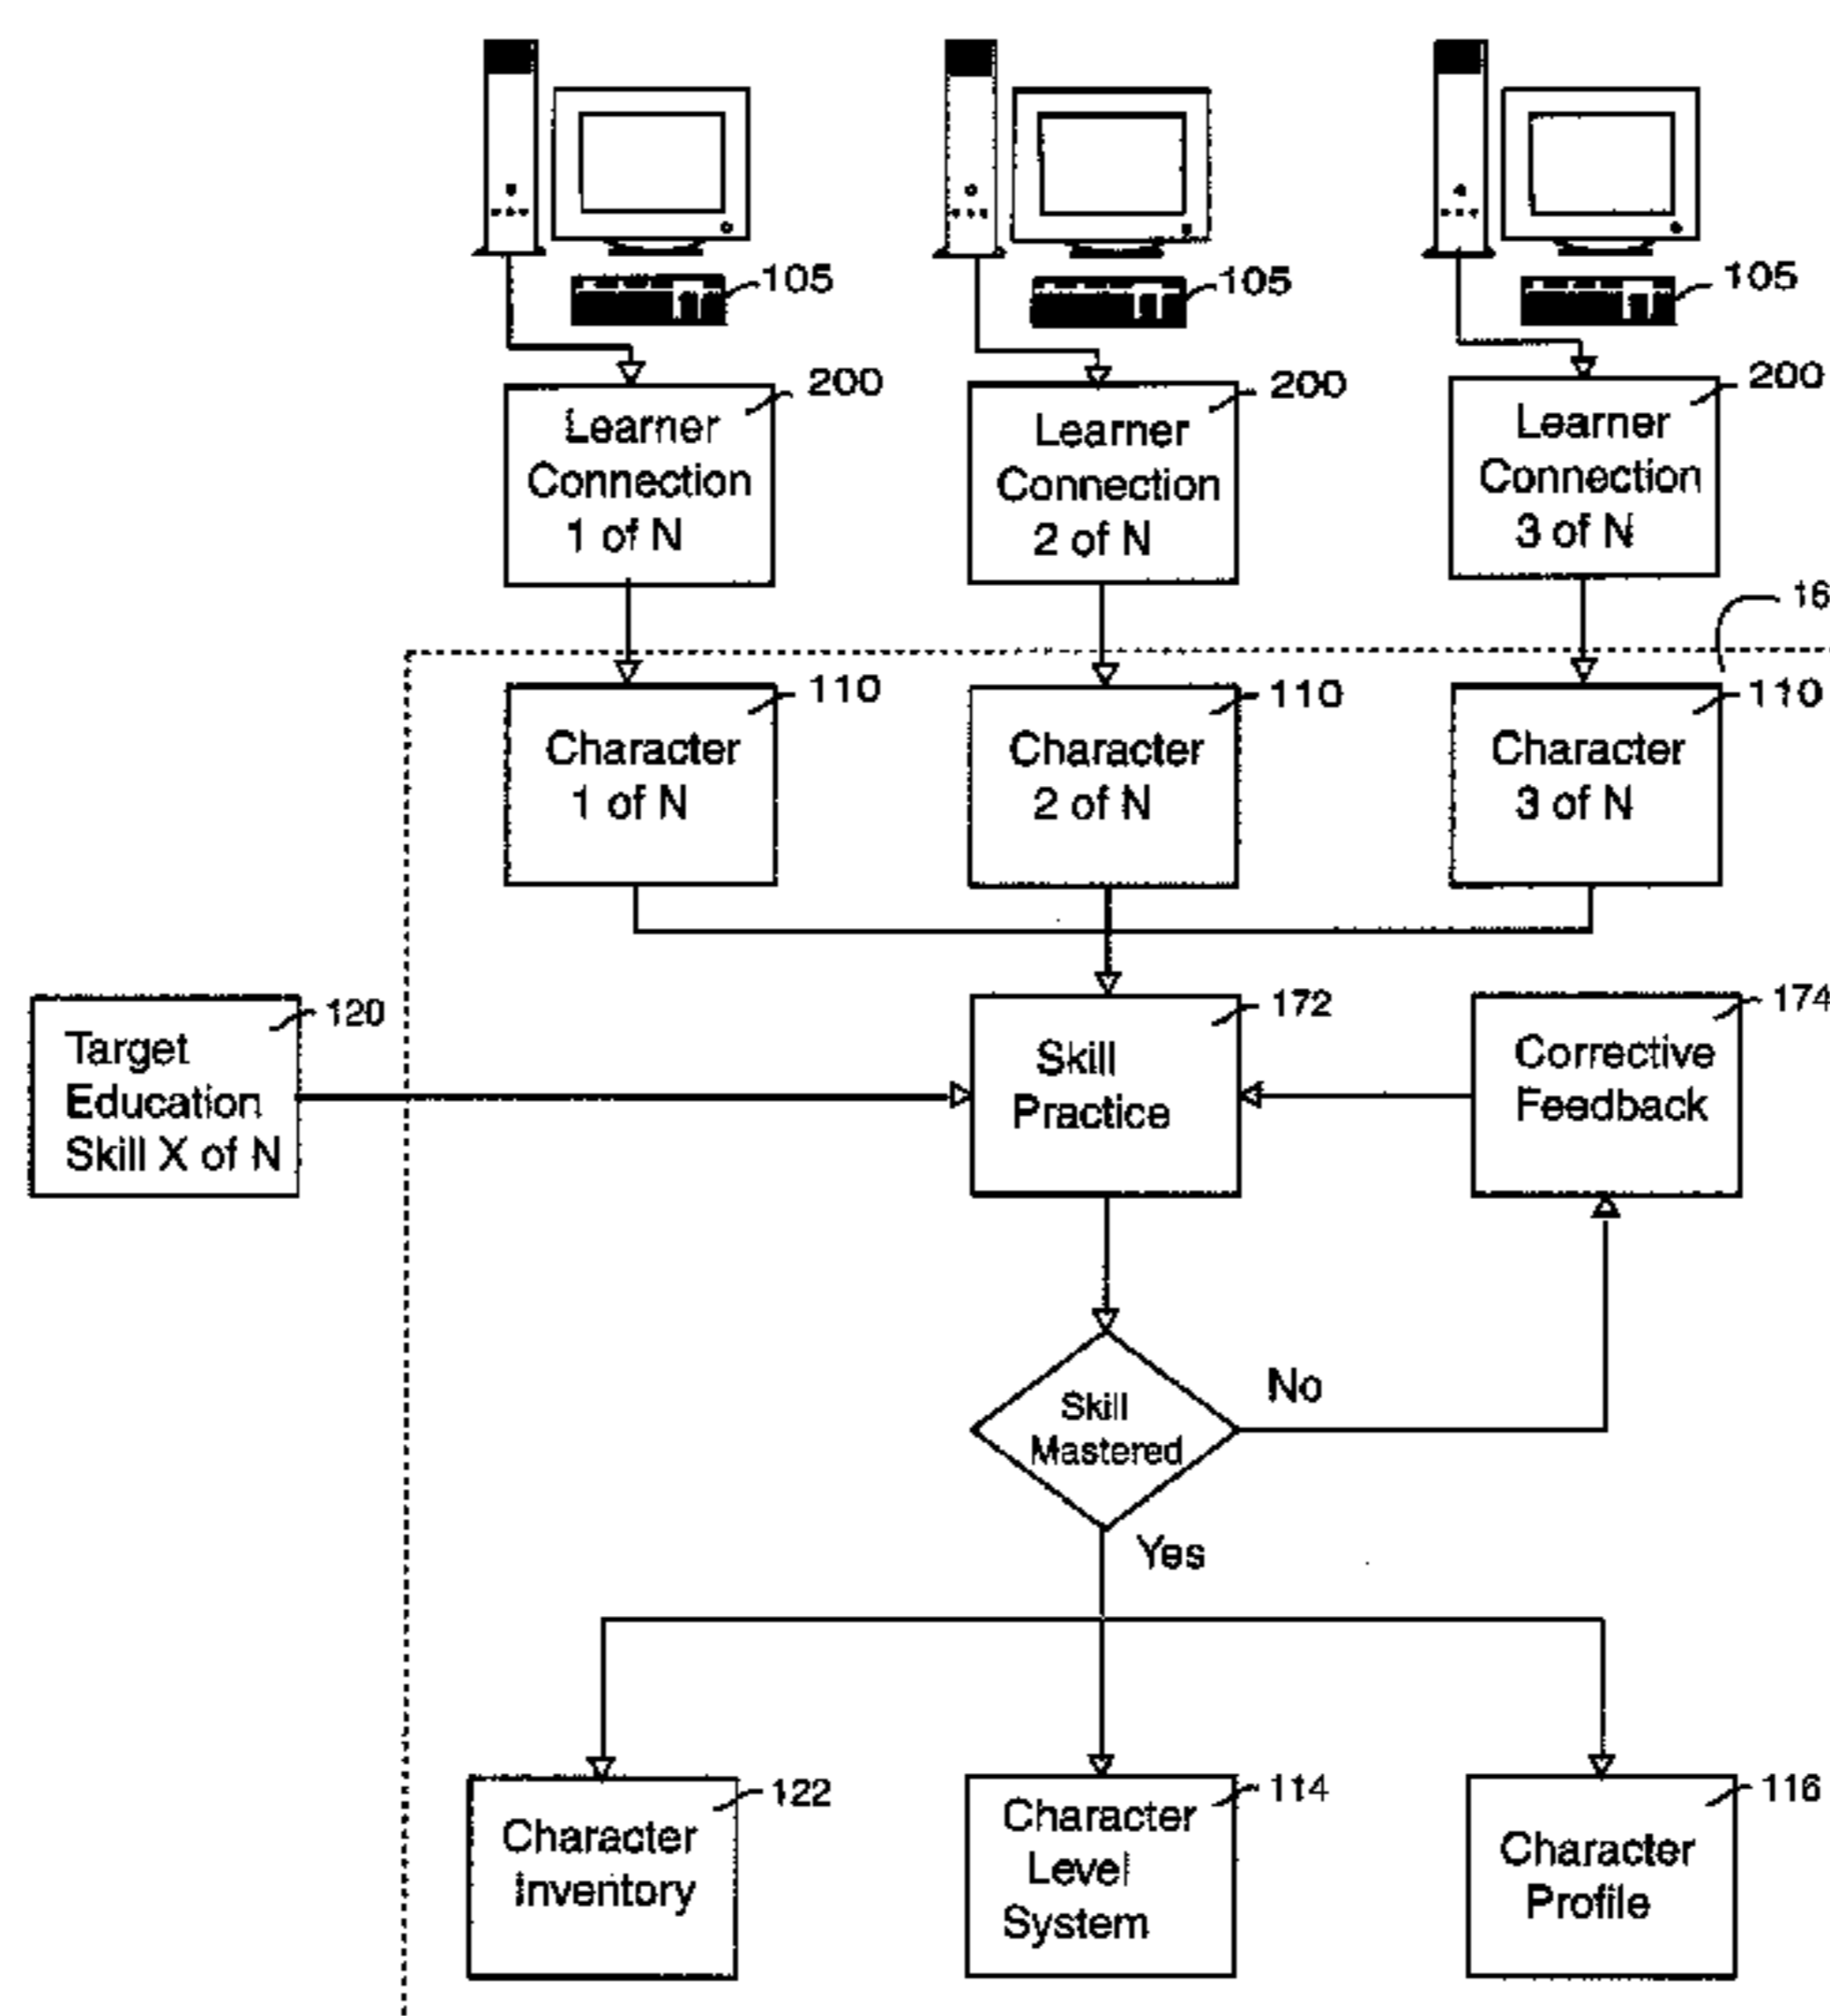 105
105
105
200
Learner
Connection
1 of N
200
Learner
Connection
2 of N
200
Learner
Connection
3 of N
110
Character
1 of N
110
Character
2 of N
110
Character
3 of N
120
Target
Education
Skill X of N
172
Skill
Practice
174
Corrective
Feedback
Skill
Mastered
No
Yes
122
Character
Inventory
114
Character
Level
System
116
Character
Profile